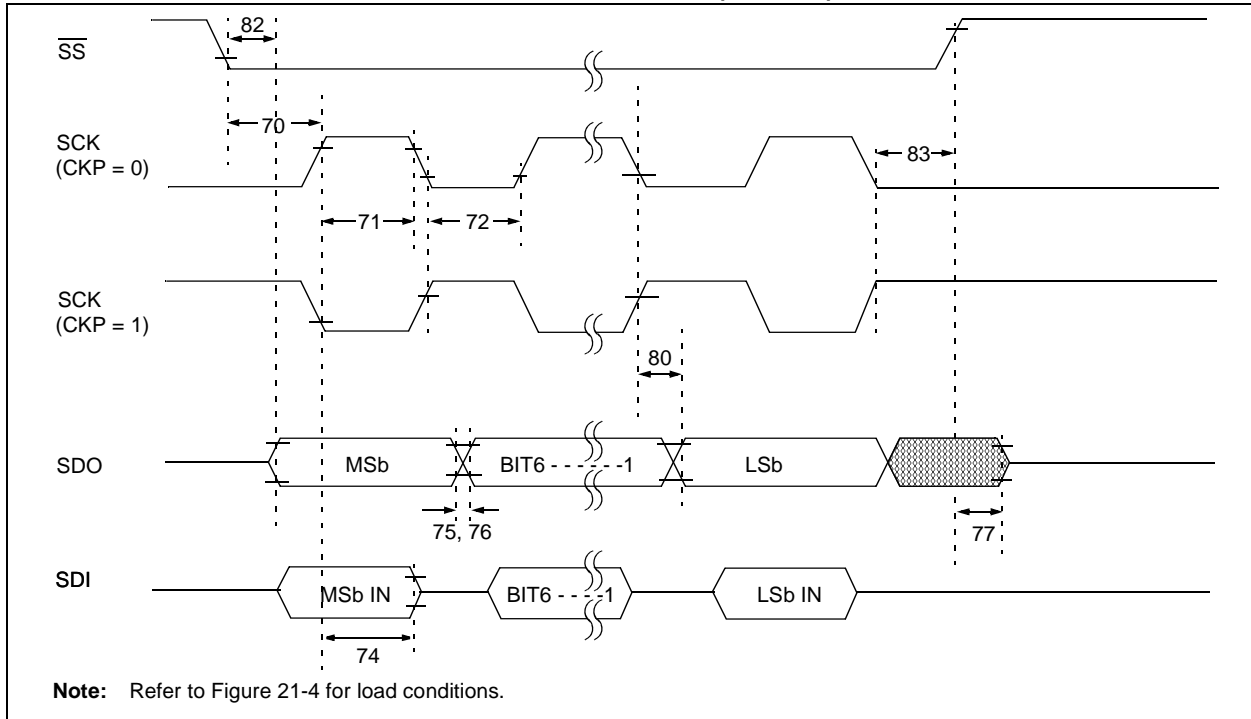 82
SS
70
SCK
(CKP = 0)
83
71
72
SCK
(CKP = 1)
80
SDO
MSb
BIT6 - - - - - -1
LSb
75, 76
77
SDI
MSb IN
BIT6 - - - -1
LSb IN
74
Note: Refer to Figure 21-4 for load conditions.